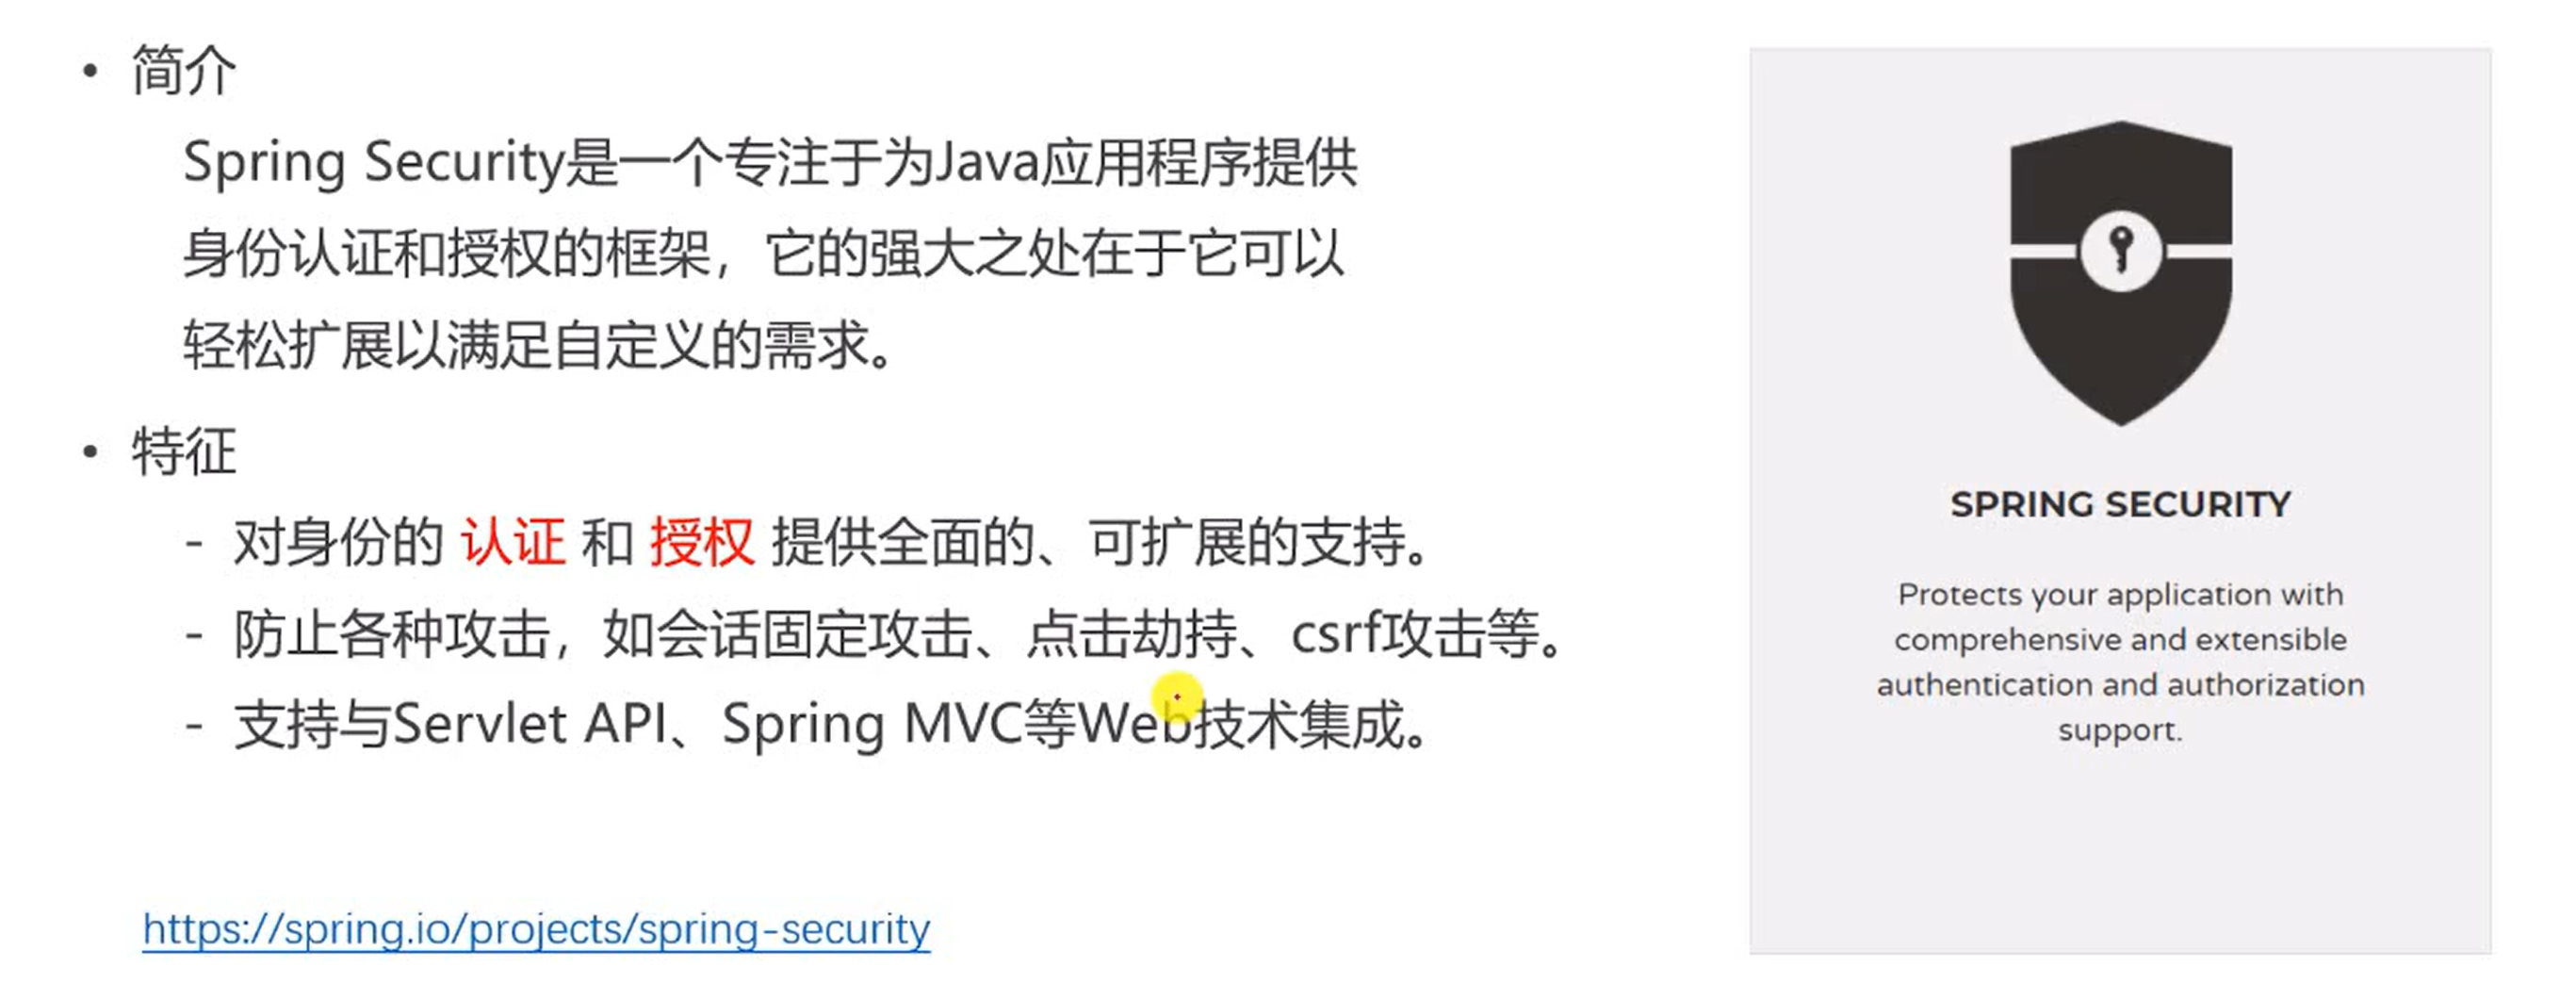 • 简介
Spring Security是一个专注于为Java应用程序提供
身份认证和授权的框架，它的强大之处在于它可以
轻松扩展以满足自定义的需求。
• 特征
- 对身份的 认证 和 授权 提供全面的、可扩展的支持。
- 防止各种攻击，如会话固定攻击、点击劫持、csrf攻击等。
- 支持与Servlet API、Spring MVC等Web技术集成。
https://spring.io/projects/spring-security
SPRING SECURITY
Protects your application with
comprehensive and extensible
authentication and authorization
support.